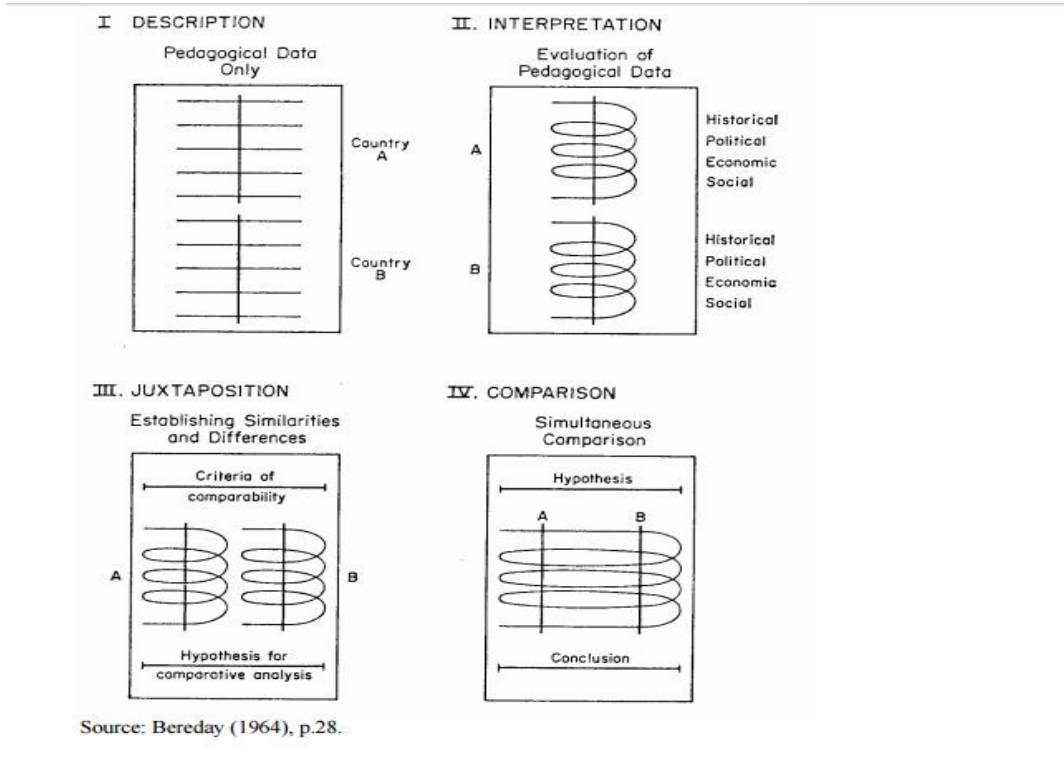 I DESCRIPTION
Pedagogical Data
Only
Country
A
Country
B
II. INTERPRETATION
Evaluation of
Pedagogical Data
A
Historical
Political
Economic
Social
B
Historical
Political
Economic
Social
III. JUXTAPOSITION
Establishing Similarities
and Differences
Criteria of
comparability
A
B
Hypothesis for
comparative analysis
IV. COMPARISON
Simultaneous
Comparison
Hypothesis
A B
Conclusion
Source: Bereday (1964), p.28.